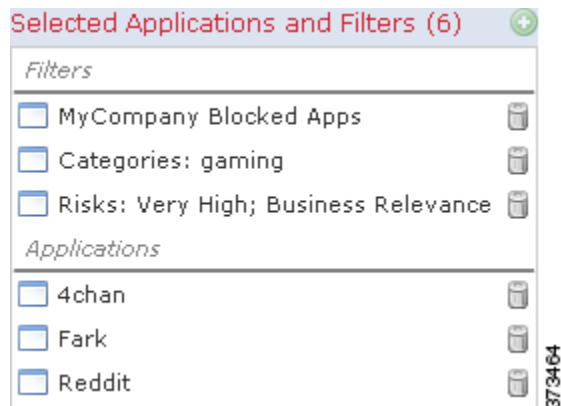 Selected Applications and Filters (6)
Filters
MyCompany Blocked Apps
Categories: gaming
Risks: Very High; Business Relevance
Applications
4chan
Fark
Reddit
373464